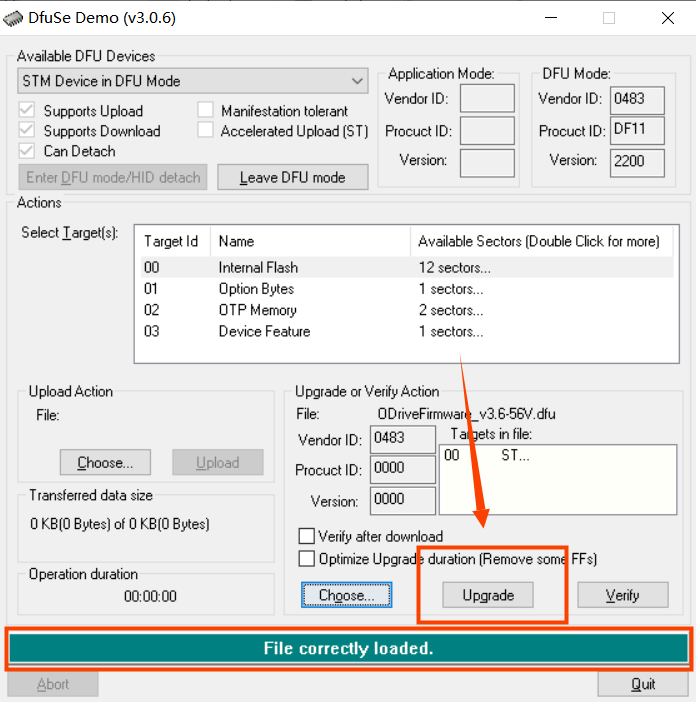 DfuSe Demo (v3.0.6)
Available DFU Devices
STM Device in DFU Mode
Supports Upload
Manifestation tolerant
Supports Download
Accelerated Upload (ST)
Can Detach
Enter DFU mode/HID detach
Leave DFU mode
Application Mode:
Vendor ID:
Procuct ID:
Version:
DFU Mode:
Vendor ID: 0483
Procuct ID: DF11
Version: 2200
Actions
Select Target(s):
Target Id Name Available Sectors (Double Click for more)
00 Internal Flash 12 sectors...
01 Option Bytes 1 sectors...
02 OTP Memory 2 sectors...
03 Device Feature 1 sectors...
Upload Action
File:
Choose... Upload
Transferred data size
0 KB(0 Bytes) of 0 KB(0 Bytes)
Operation duration
00:00:00
Upgrade or Verify Action
File: ODriveFirmware_v3.6-56V.dfu
Vendor ID: 0483
Procuct ID: 0000
Version: 0000
Targets in file:
00 ST...
Verify after download
Optimize Upgrade duration (Remove some FFs)
Choose... Upgrade Verify
File correctly loaded.
Abort Quit